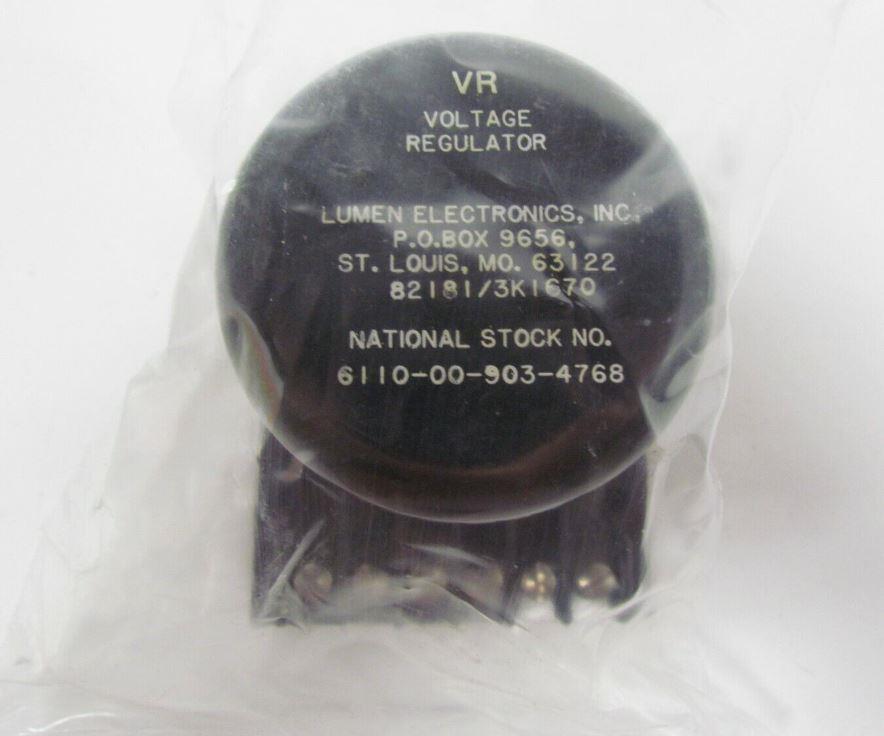 VR
VOLTAGE
REGULATOR
LUMEN ELECTRONICS, INC.
P.O.BOX 9656,
ST. LOUIS, MO. 63122
82181/3K1670
NATIONAL STOCK NO.
6110-00-903-4768